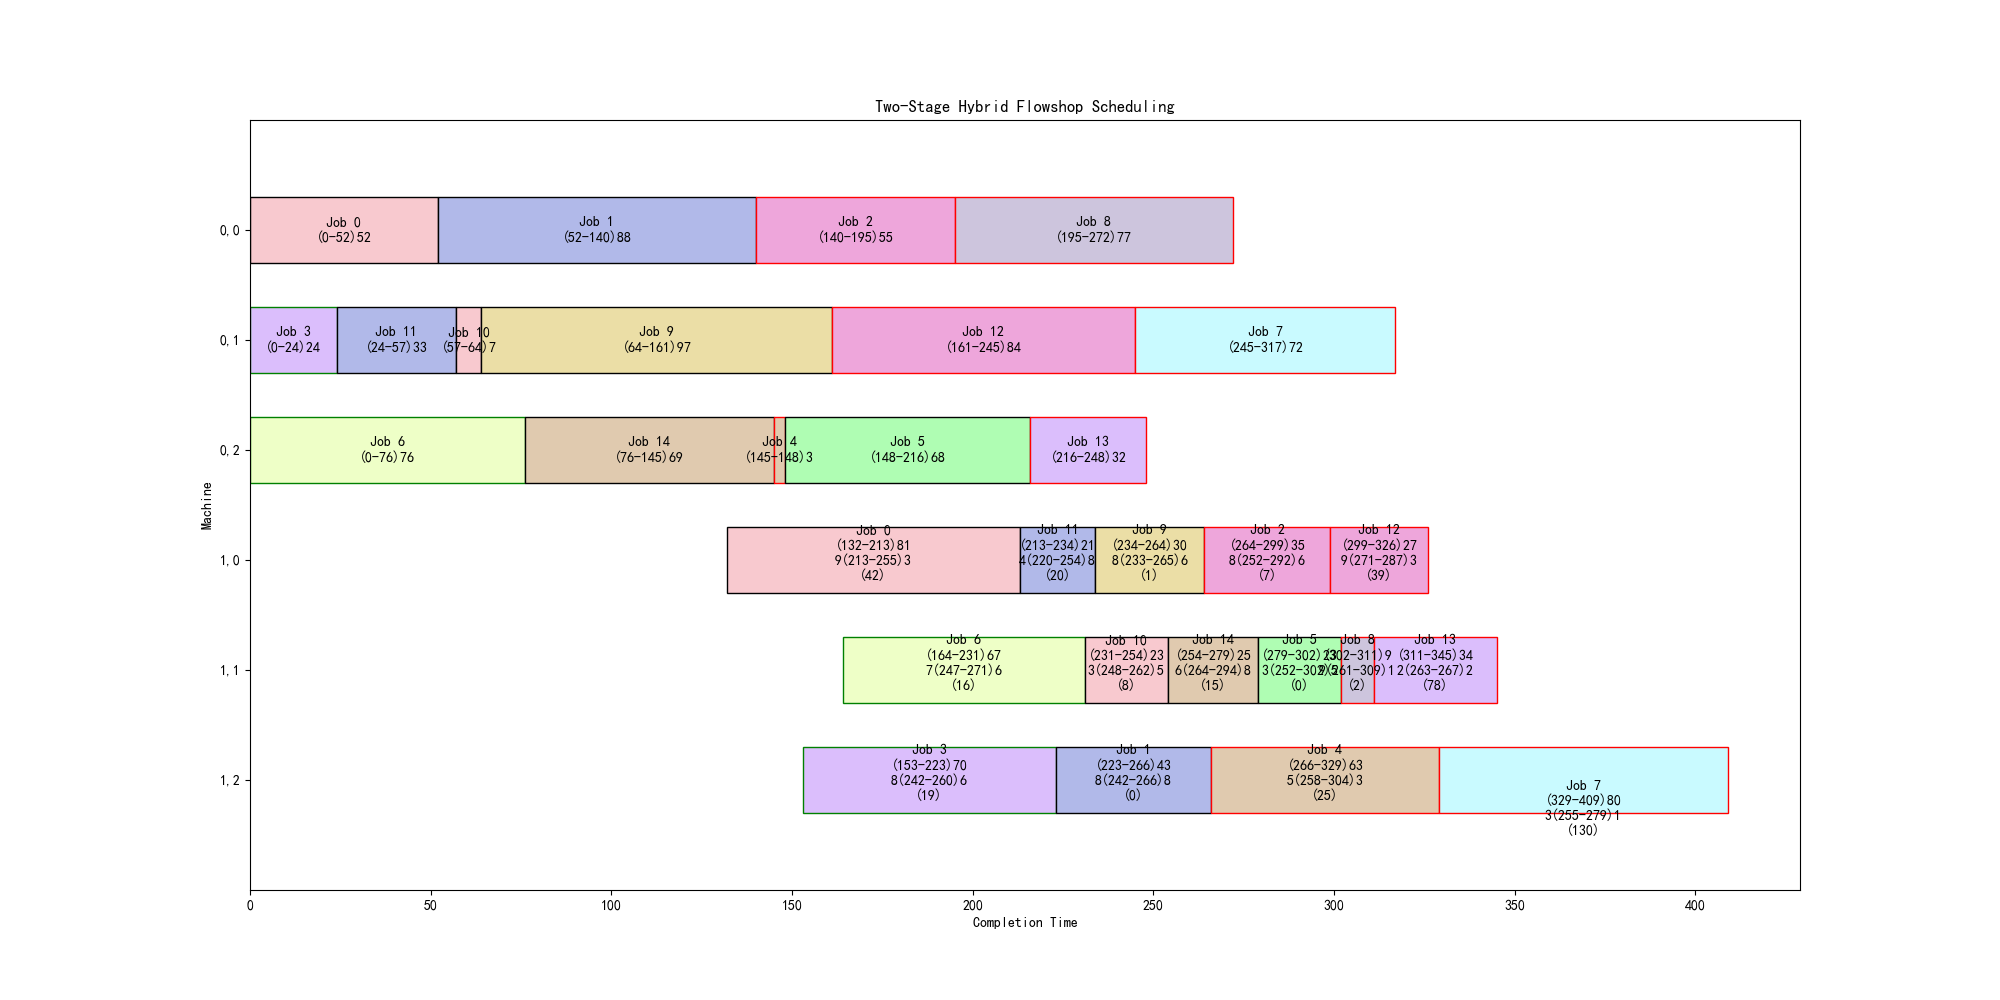 Two-Stage Hybrid Flowshop Scheduling
Machine
0,0
Job 0
(0-52)52
Job 1
(52-140)88
Job 2
(140-195)55
Job 8
(195-272)77
0,1
Job 3
(0-24)24
Job 11
(24-57)33
Job 10
(57-64)7
Job 9
(64-161)97
Job 12
(161-245)84
Job 7
(245-317)72
0,2
Job 6
(0-76)76
Job 14
(76-145)69
Job 4
(145-148)3
Job 5
(148-216)68
Job 13
(216-248)32
1,0
Job 0
(132-213)81
9(213-255)3
(42)
Job 11
(213-234)21
4(220-254)8
(20)
Job 9
(234-264)30
8(233-265)6
(1)
Job 2
(264-299)35
8(252-292)6
(7)
Job 12
(299-326)27
9(271-287)3
(39)
1,1
Job 6
(164-231)67
7(247-271)6
(16)
Job 10
(231-254)23
3(248-262)5
(8)
Job 14
(254-279)25
6(264-294)8
(15)
Job 5
(279-302)23
(0)
Job 8
(302-311)9
(2)
Job 13
(311-345)34
2(263-267)2
(78)
1,2
Job 3
(153-223)70
8(242-260)6
(19)
Job 1
(223-266)43
8(242-266)8
(0)
Job 4
(266-329)63
5(258-304)3
(25)
Job 7
(329-409)80
3(255-279)1
(130)
0
50
100
150
200
250
300
350
400
Completion Time